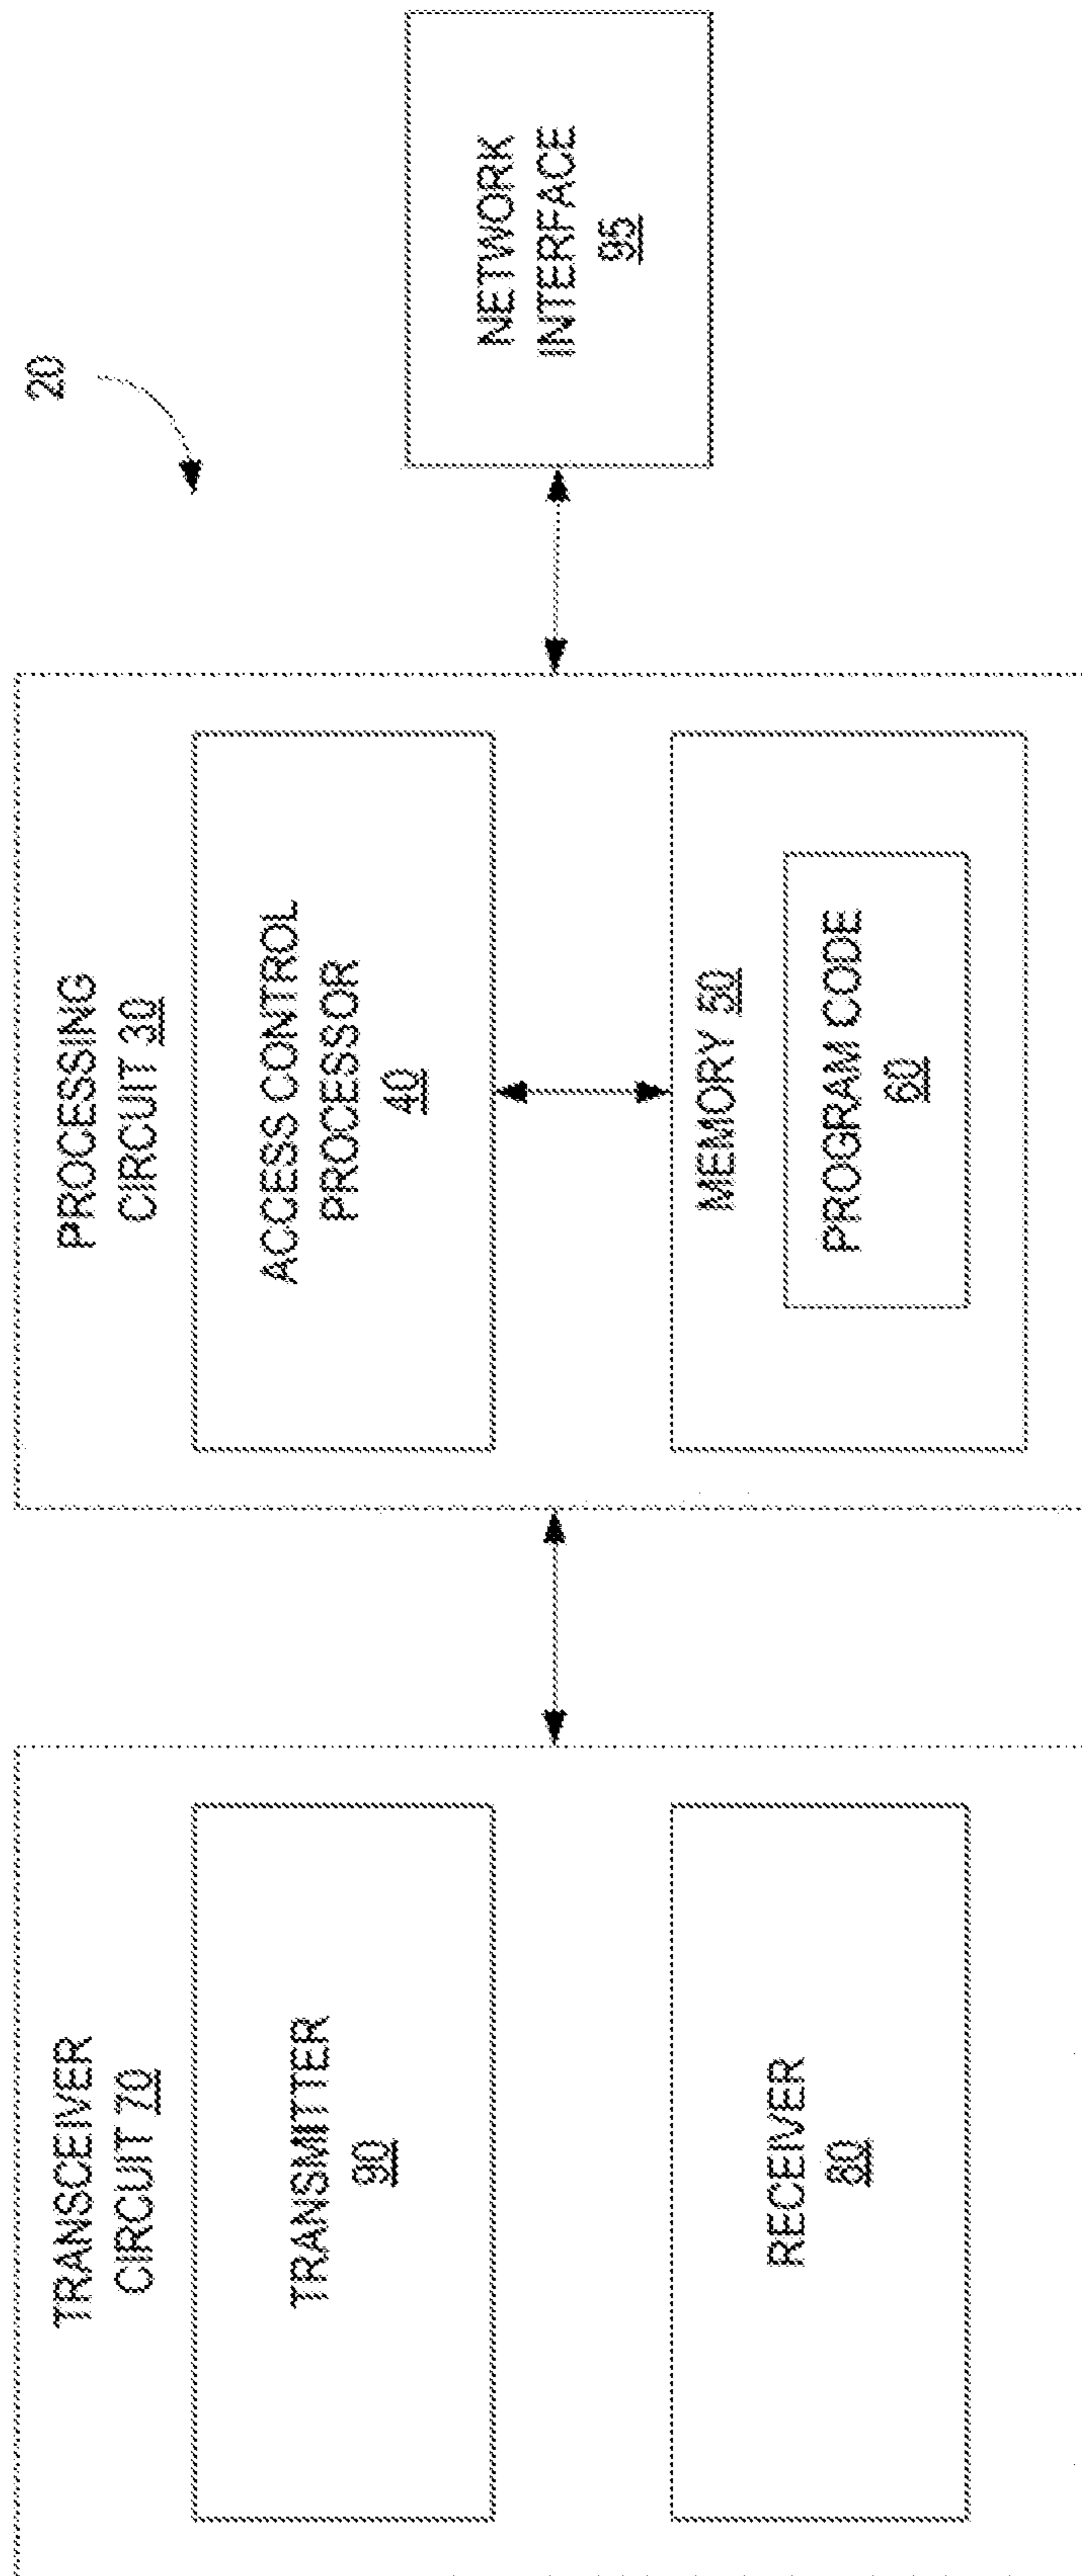 20
TRANSCEIVER
CIRCUIT 70
TRANSMITTER
90
RECEIVER
80
PROCESSING
CIRCUIT 30
ACCESS CONTROL
PROCESSOR
40
MEMORY 50
PROGRAM CODE
60
NETWORK
INTERFACE
95